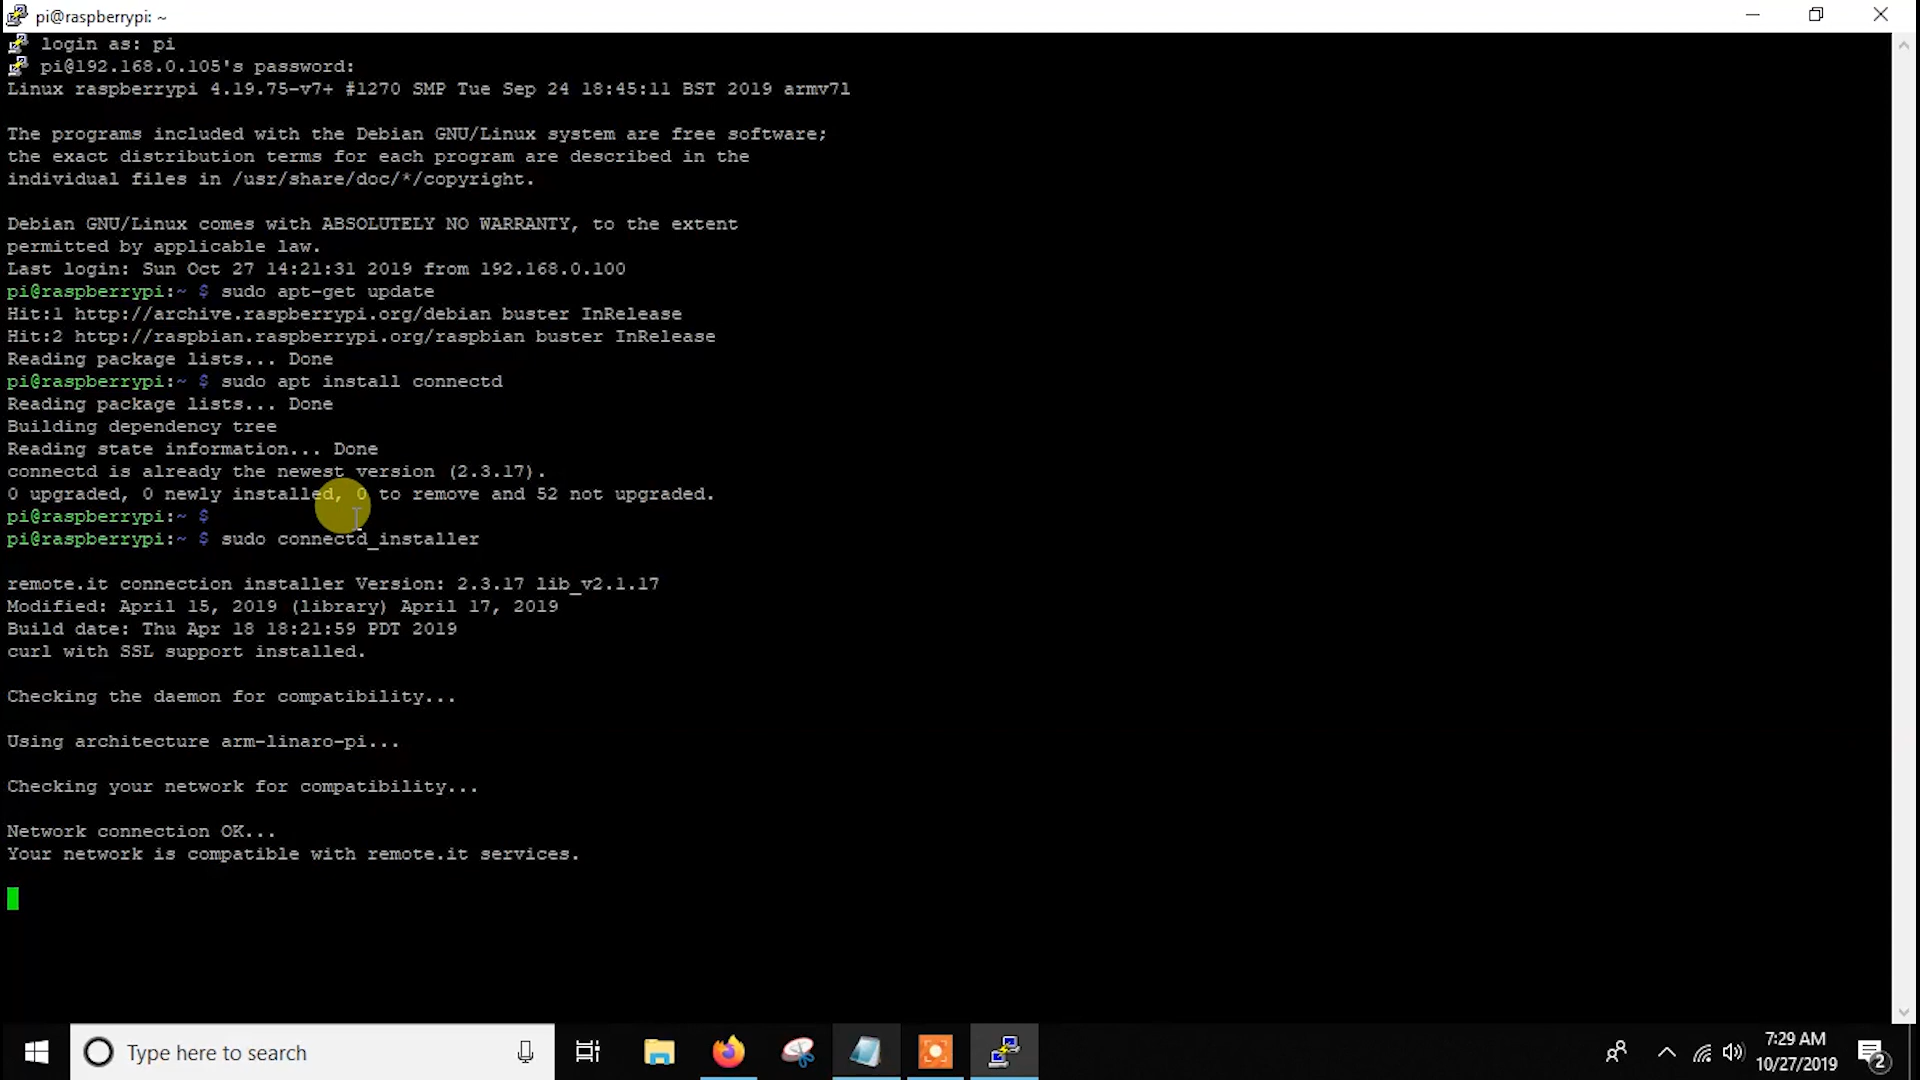 pi@raspberrypi: ~
login as: pi
pi@192.168.0.105's password:
Linux raspberrypi 4.19.75-v7+ #1270 SMP Tue Sep 24 18:45:11 BST 2019 armv7l
The programs included with the Debian GNU/Linux system are free software;
the exact distribution terms for each program are described in the
individual files in /usr/share/doc/*/copyright.
Debian GNU/Linux comes with ABSOLUTELY NO WARRANTY, to the extent
permitted by applicable law.
Last login: Sun Oct 27 14:21:31 2019 from 192.168.0.100
pi@raspberrypi:~ $ sudo apt-get update
Hit:1 http://archive.raspberrypi.org/debian buster InRelease
Hit:2 http://raspbian.raspberrypi.org/raspbian buster InRelease
Reading package lists... Done
pi@raspberrypi:~ $ sudo apt install connectd
Reading package lists... Done
Building dependency tree
Reading state information... Done
connectd is already the newest version (2.3.17).
0 upgraded, 0 newly installed, 0 to remove and 52 not upgraded.
pi@raspberrypi:~ $
pi@raspberrypi:~ $ sudo connectd_installer
remote.it connection installer Version: 2.3.17 lib_v2.1.17
Modified: April 15, 2019 (library) April 17, 2019
Build date: Thu Apr 18 18:21:59 PDT 2019
curl with SSL support installed.
Checking the daemon for compatibility...
Using architecture arm-linaro-pi...
Checking your network for compatibility...
Network connection OK...
Your network is compatible with remote.it services.
Type here to search
7:29 AM
10/27/2019
2